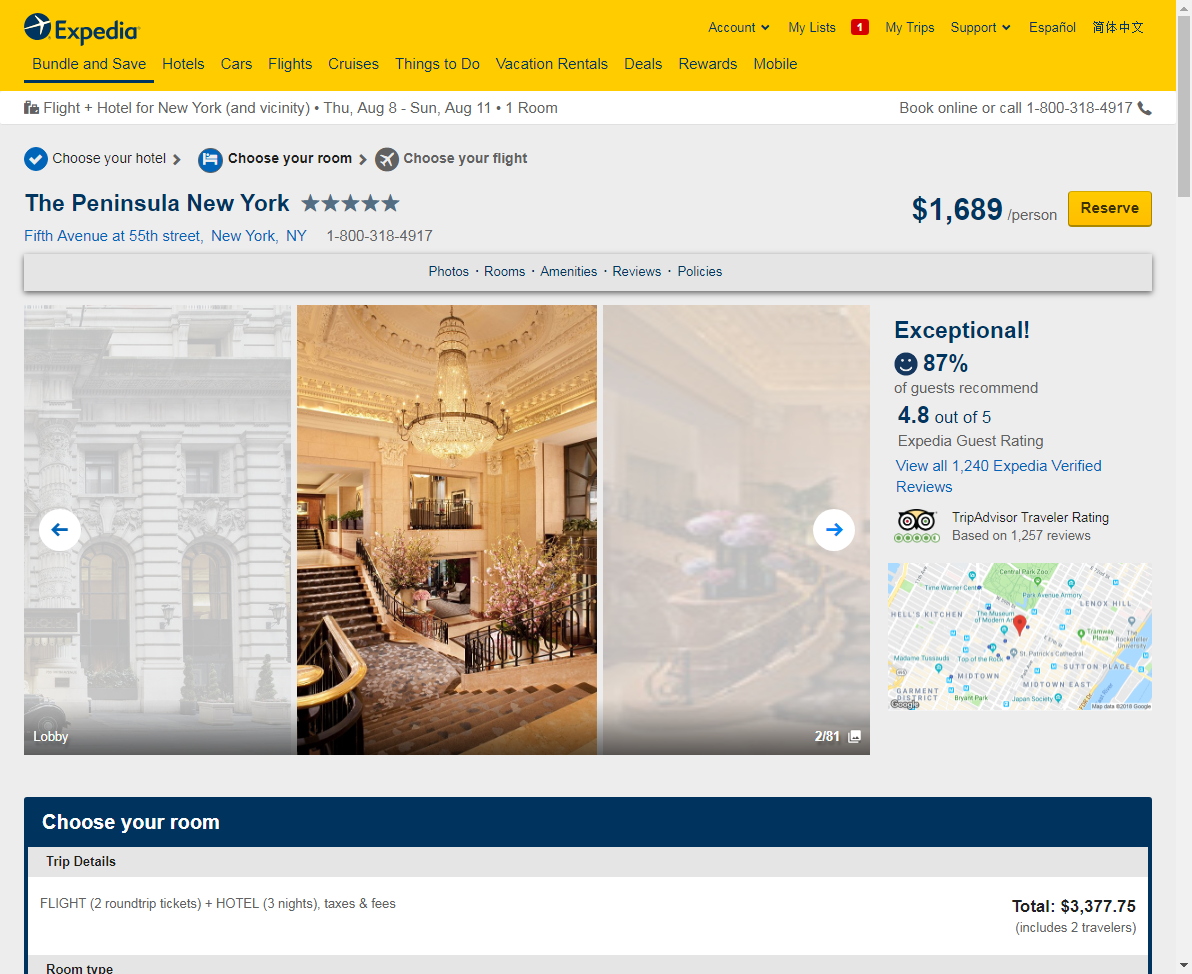 Expedia
Account My Lists 1 My Trips Support Español 简体中文
Bundle and Save Hotels Cars Flights Cruises Things to Do Vacation Rentals Deals Rewards Mobile
Flight + Hotel for New York (and vicinity) • Thu, Aug 8 - Sun, Aug 11 • 1 Room Book online or call 1-800-318-4917
Choose your hotel Choose your room Choose your flight
The Peninsula New York
$1,689 /person Reserve
Fifth Avenue at 55th street, New York, NY 1-800-318-4917
Photos · Rooms · Amenities · Reviews · Policies
Exceptional!
87%
of guests recommend
4.8 out of 5
Expedia Guest Rating
View all 1,240 Expedia Verified
Reviews
TripAdvisor Traveler Rating
Based on 1,257 reviews
Central Park Zoo
Time Warner Center
Park Avenue Armory
LENOX HILL
HELL'S KITCHEN
The Museum
of Modern Art
Tramway
Plaza
The
Rockefeller
University
St. Patrick's Cathedral
Madame Tussauds
Top of the Rock
SUTTON PLACE
MIDTOWN
MIDTOWN EAST
GARMENT
DISTRICT
Bryant Park
Japan Society
Google
Map data ©2018 Google
Lobby
2/81
Choose your room
Trip Details
FLIGHT (2 roundtrip tickets) + HOTEL (3 nights), taxes & fees
Total: $3,377.75
(includes 2 travelers)
Room type